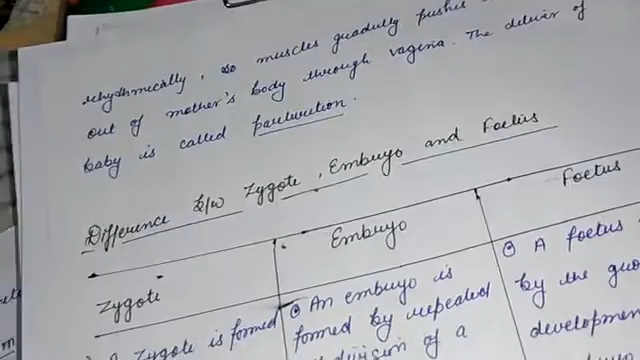 rhythmically, so muscles gradually pushes
out of mother's body through vagina. The deliver of
baby is called parturition.
Difference b/w Zygote, Embryo and Foetus
Zygote Embryo Foetus
Zygote is formed
① An embryo is
formed by repeated
division of a
① A foetus
by the
development